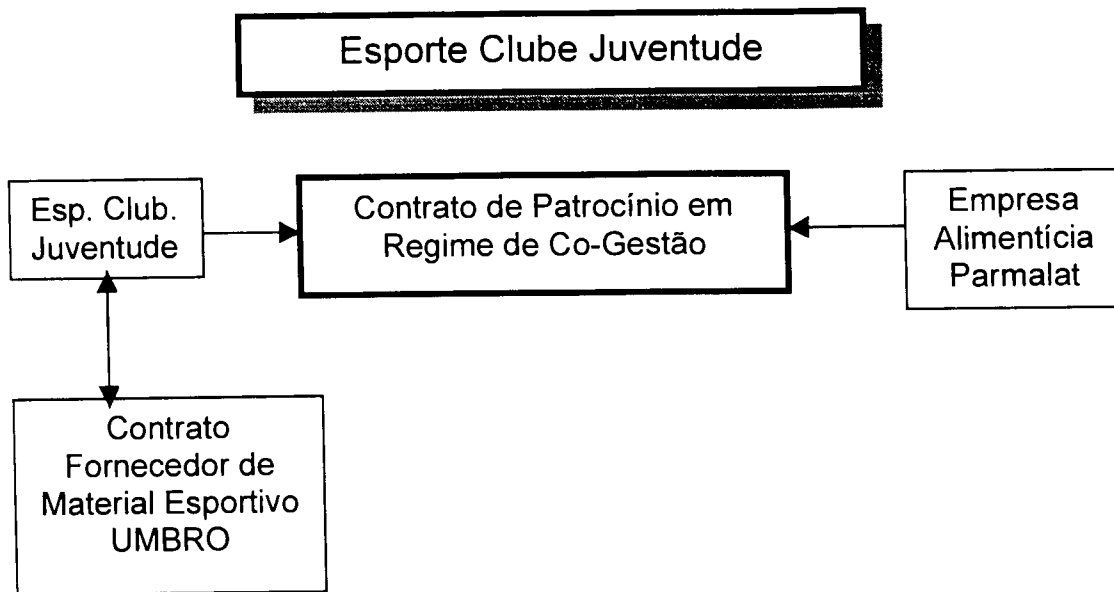 Esporte Clube Juventude
Esp. Club.
Juventude
Contrato de Patrocínio em
Regime de Co-Gestão
Empresa
Alimentícia
Parmalat
Contrato
Fornecedor de
Material Esportivo
UMBRO